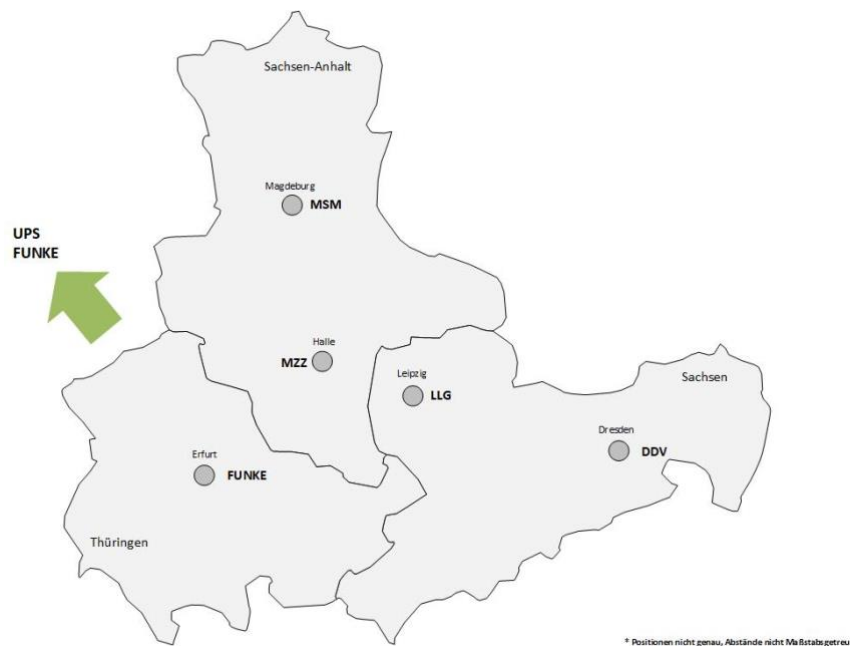 Sachsen-Anhalt
Magdeburg
MSM
UPS
FUNKE
Halle
MZZ
Leipzig
LLG
Sachsen
Dresden
DDV
Erfurt
FUNKE
Thüringen
* Positionen nicht genau, Abstände nicht Maßstabsgetreu